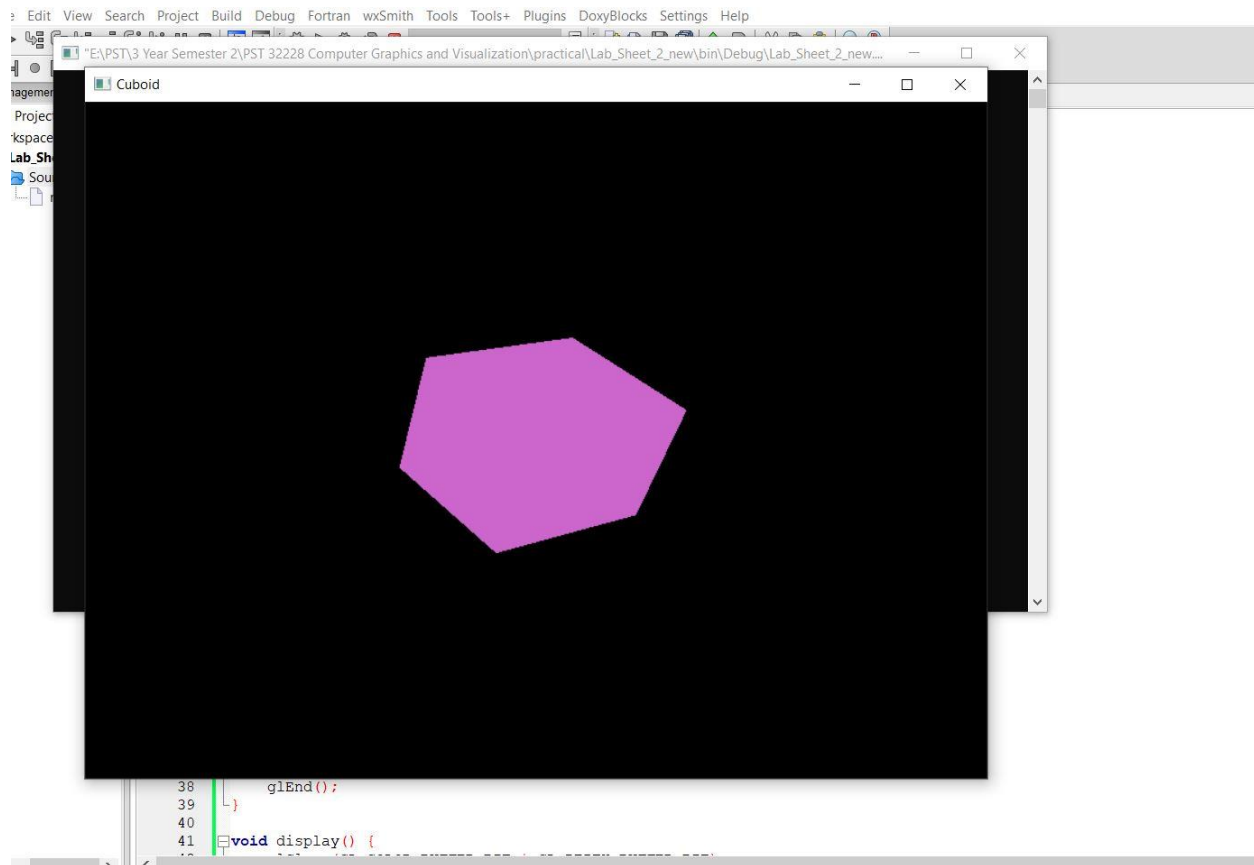 Edit View Search Project Build Debug Fortran wxSmith Tools Tools+ Plugins DoxyBlocks Settings Help
"E:\PST\3 Year Semester 2\PST 32228 Computer Graphics and Visualization\practical\Lab_Sheet_2_new\bin\Debug\Lab_Sheet_2_new....
Cuboid
38 glEnd();
39 }
40
41 void display() {